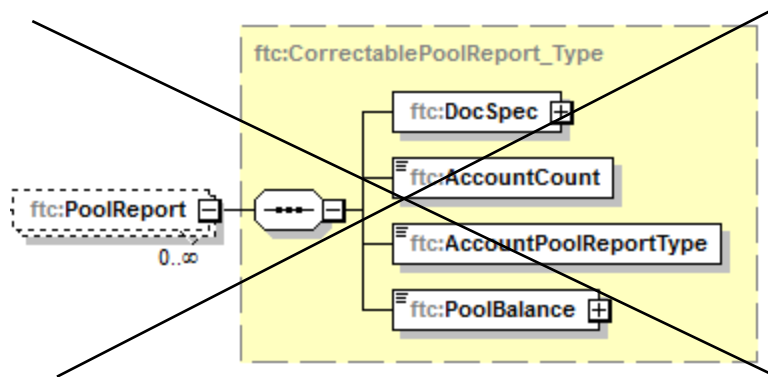 ftc:CorrectablePoolReport_Type
ftc:DocSpec
ftc:AccountCount
ftc:PoolReport
0..∞
ftc:AccountPoolReportType
ftc:PoolBalance